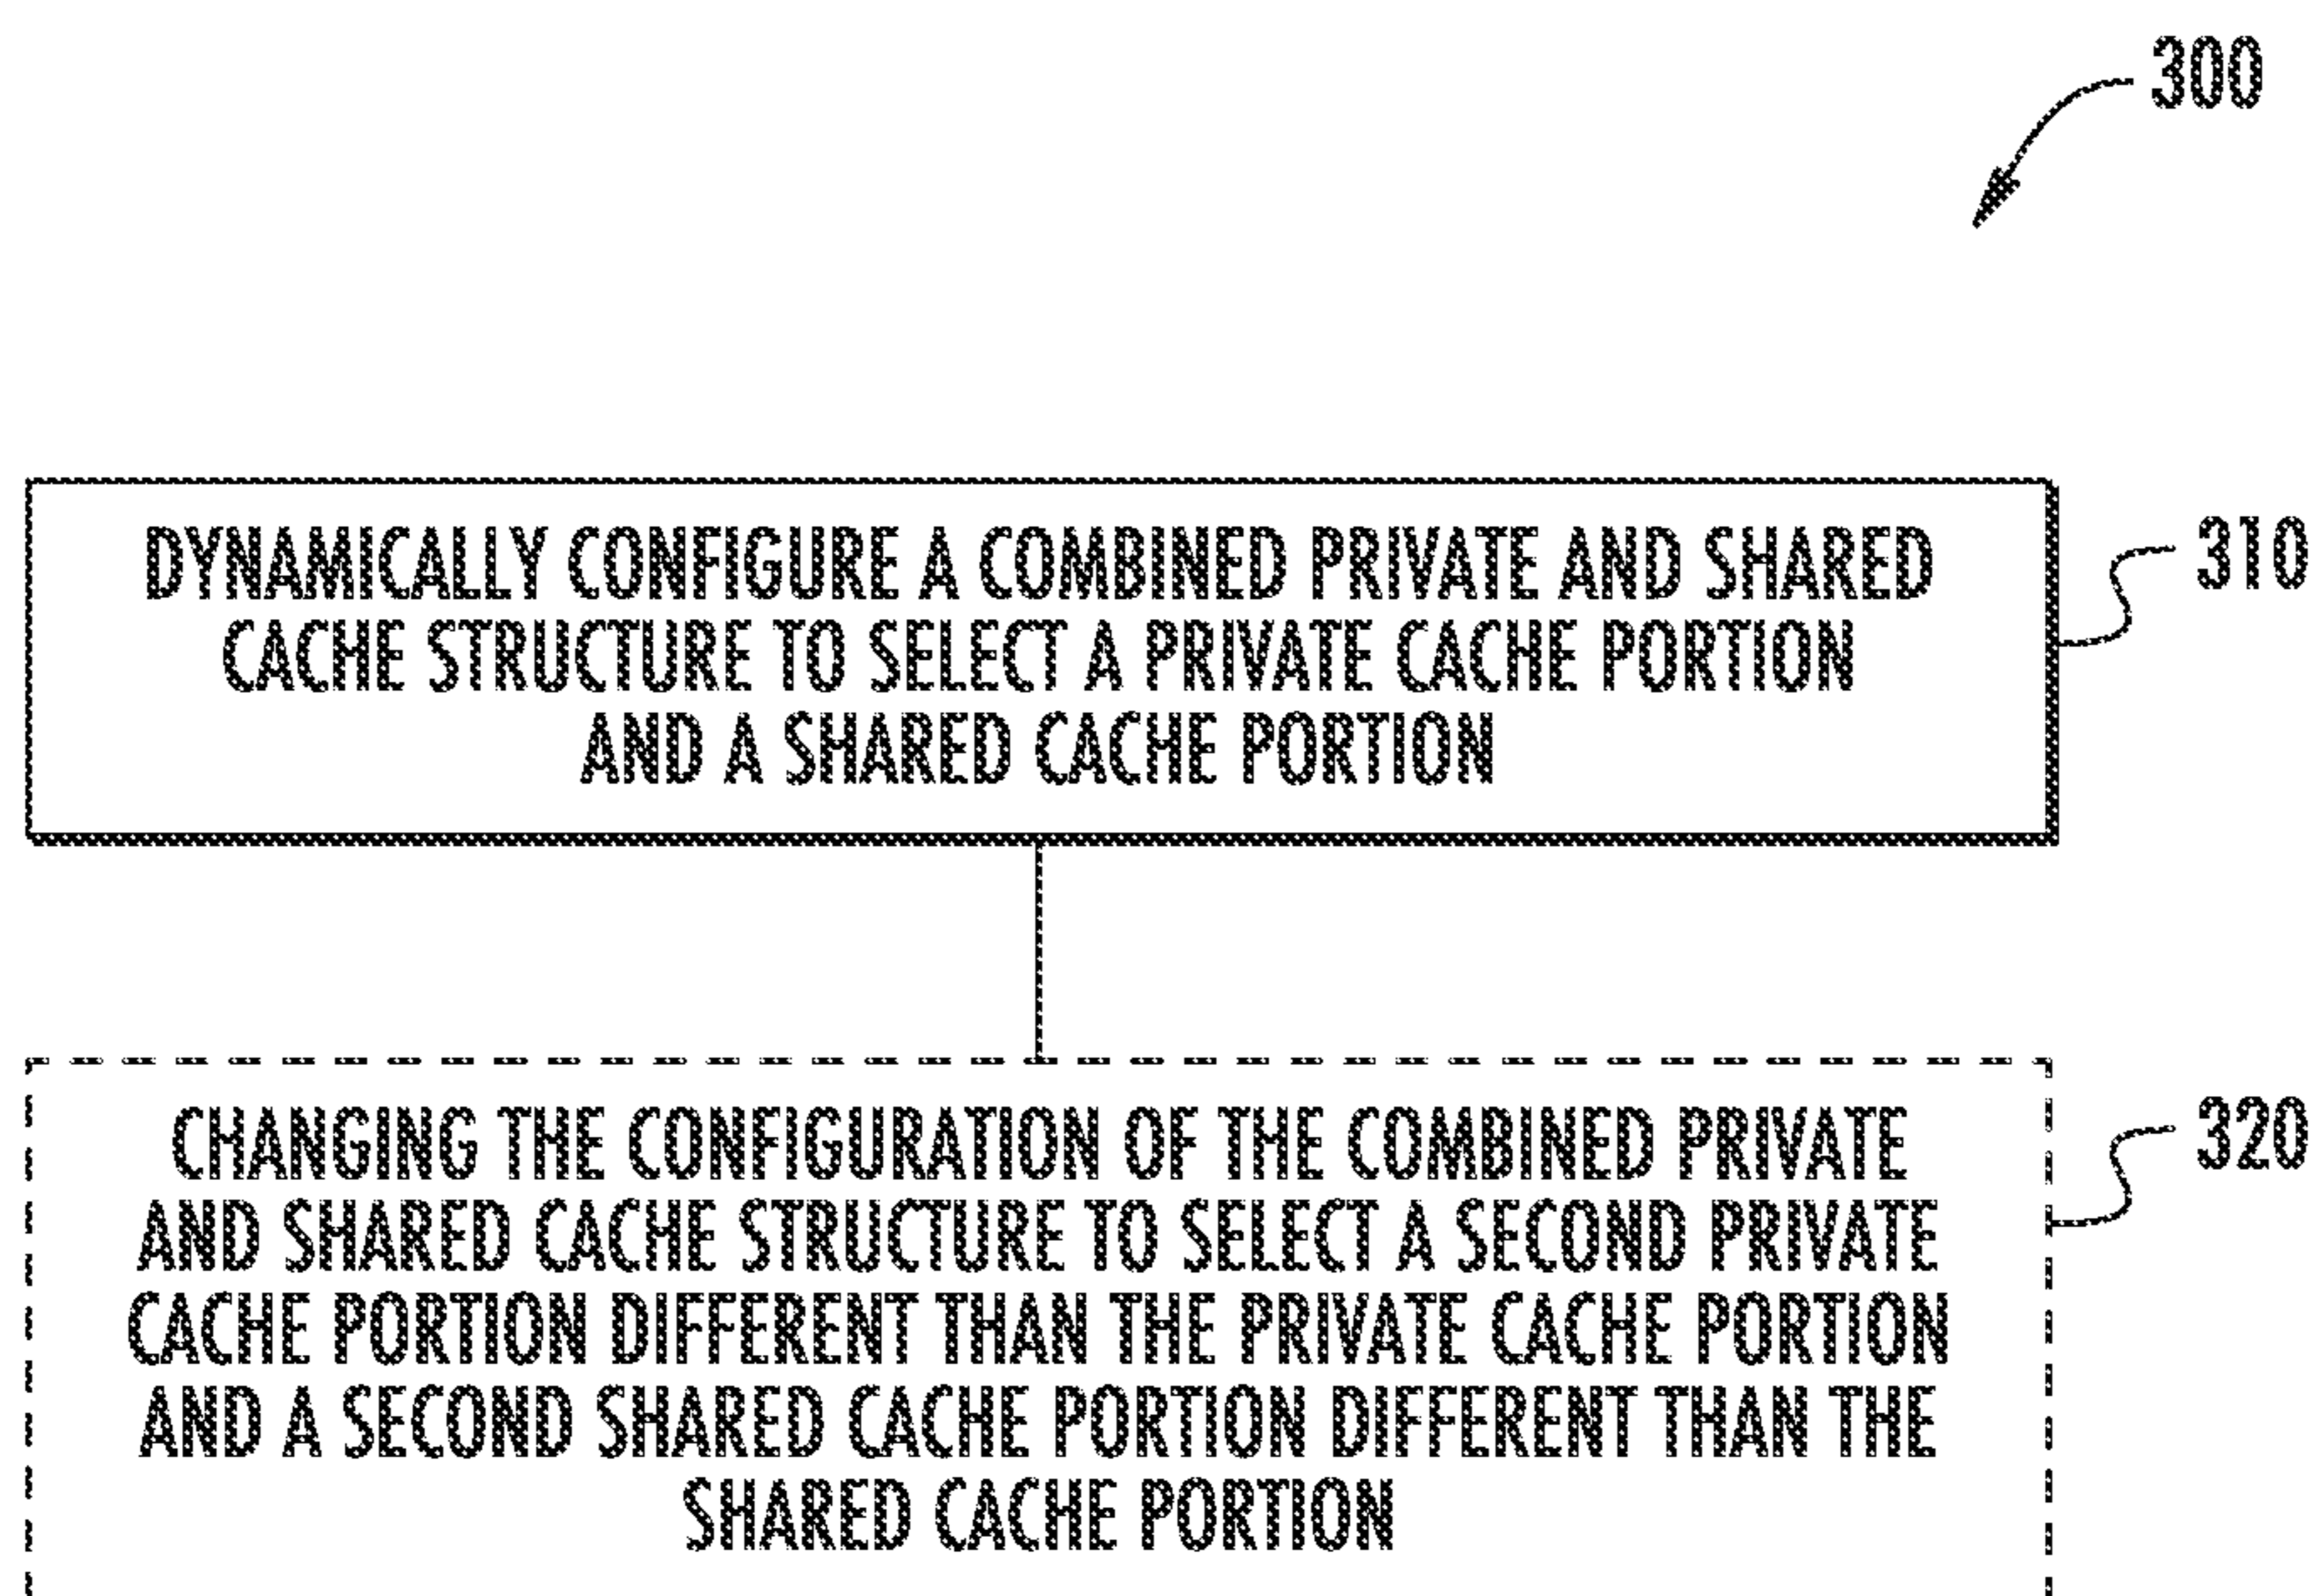 300
DYNAMICALLY CONFIGURE A COMBINED PRIVATE AND SHARED
CACHE STRUCTURE TO SELECT A PRIVATE CACHE PORTION
AND A SHARED CACHE PORTION
310
CHANGING THE CONFIGURATION OF THE COMBINED PRIVATE
AND SHARED CACHE STRUCTURE TO SELECT A SECOND PRIVATE
CACHE PORTION DIFFERENT THAN THE PRIVATE CACHE PORTION
AND A SECOND SHARED CACHE PORTION DIFFERENT THAN THE
SHARED CACHE PORTION
320